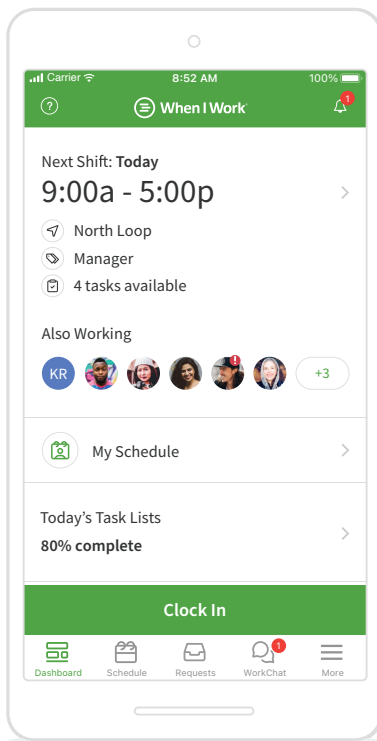 Carrier 8:52 AM 100%
? When I Work 1
Next Shift: Today
9:00a - 5:00p
North Loop
Manager
4 tasks available
Also Working
KR ! +3
My Schedule
Today's Task Lists
80% complete
Clock In
1
Dashboard Schedule Requests WorkChat More